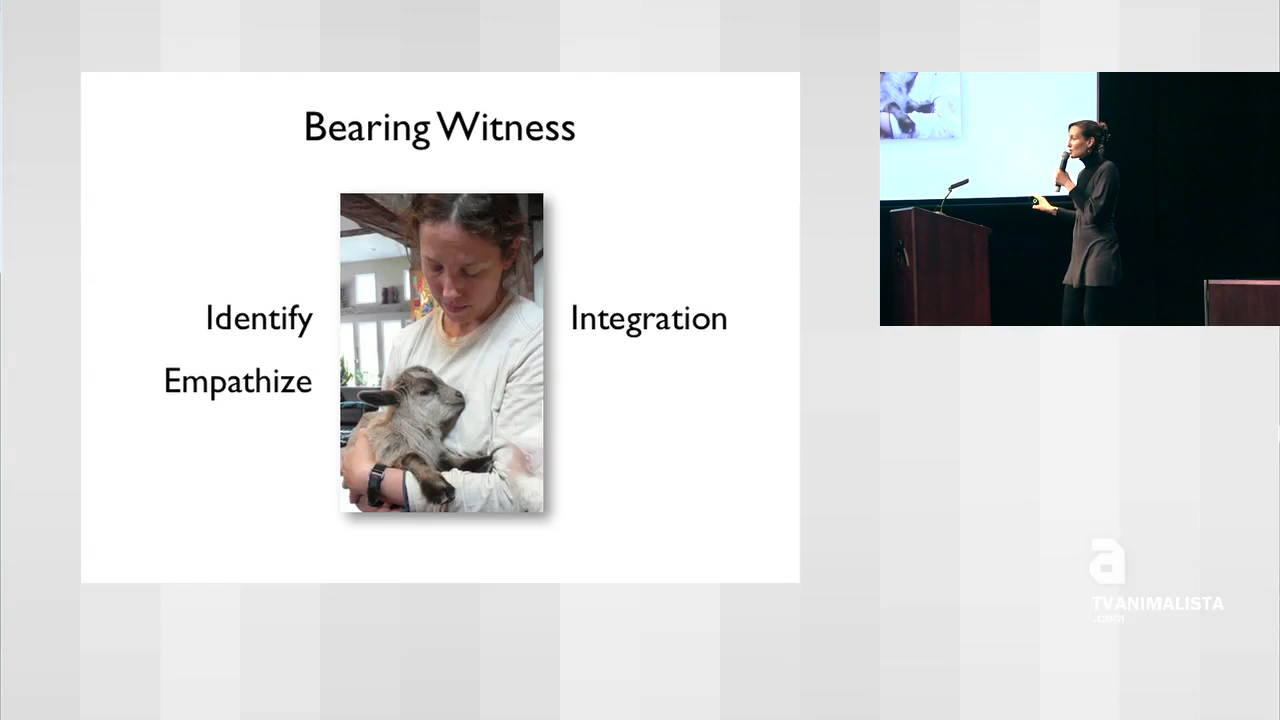 Bearing Witness
Identify
Integration
Empathize
TVANIMALISTA
.com